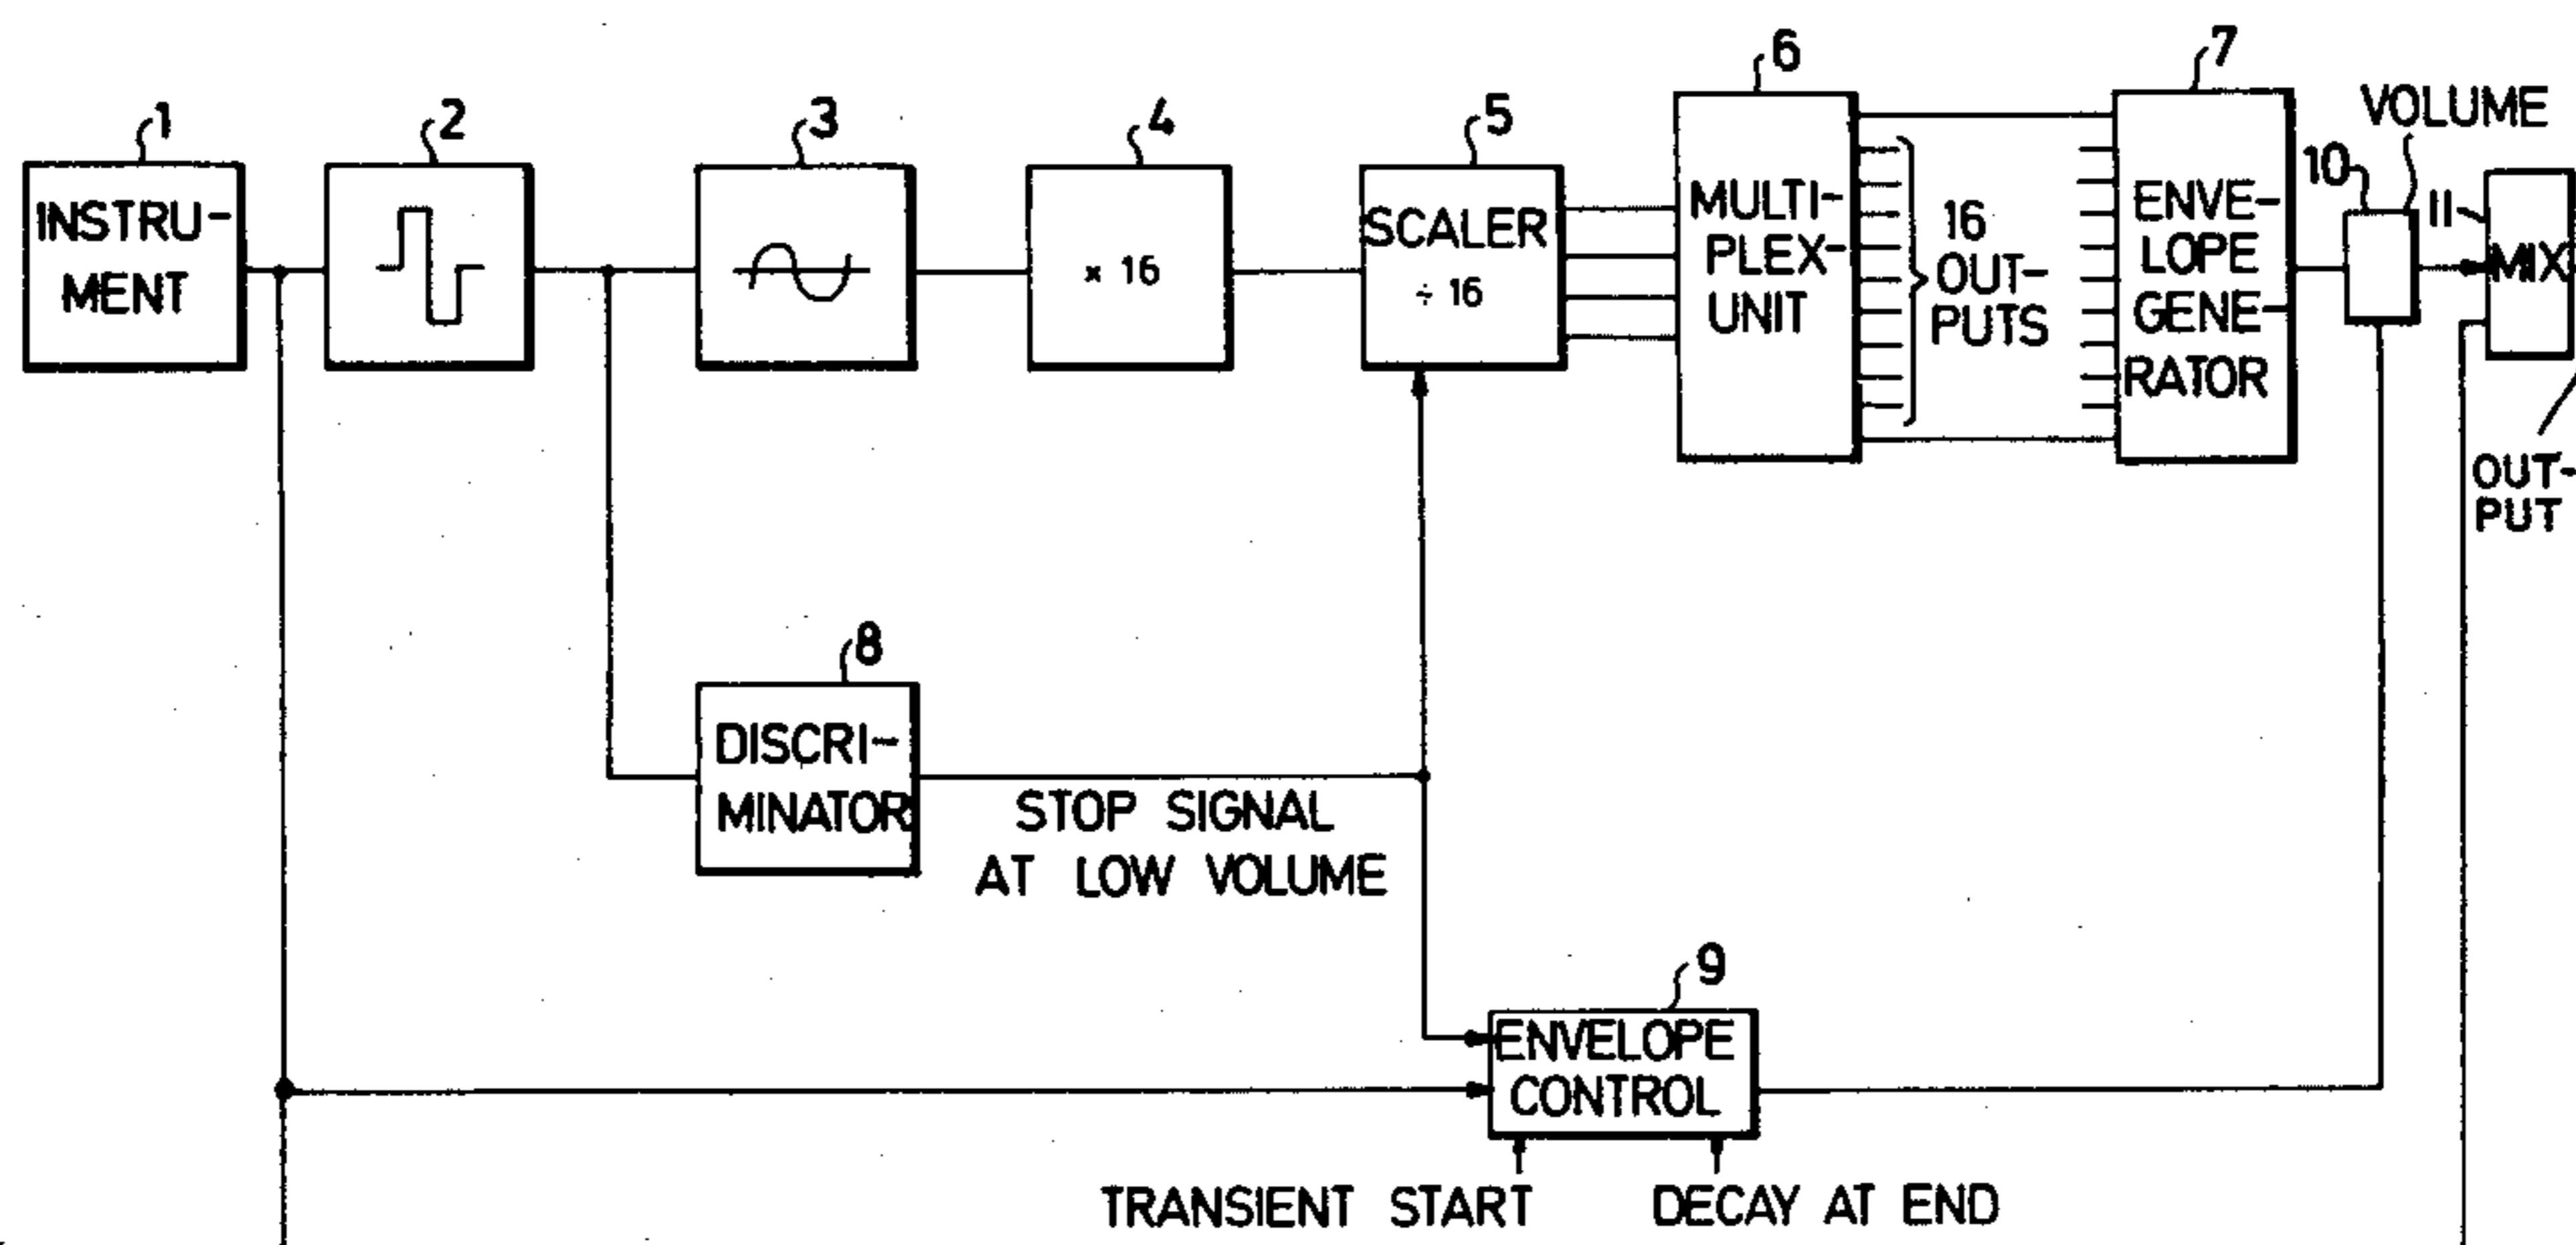 1
INSTRU-
MENT
2
3
4
× 16
5
SCALER
÷ 16
6
MULTI-
PLEX-
UNIT
16
OUT-
PUTS
7
ENVE-
LOPE
GENE-
RATOR
10
VOLUME
11
MIX
OUT-
PUT
8
DISCRI-
MINATOR
STOP SIGNAL
AT LOW VOLUME
9
ENVELOPE
CONTROL
TRANSIENT START
DECAY AT END